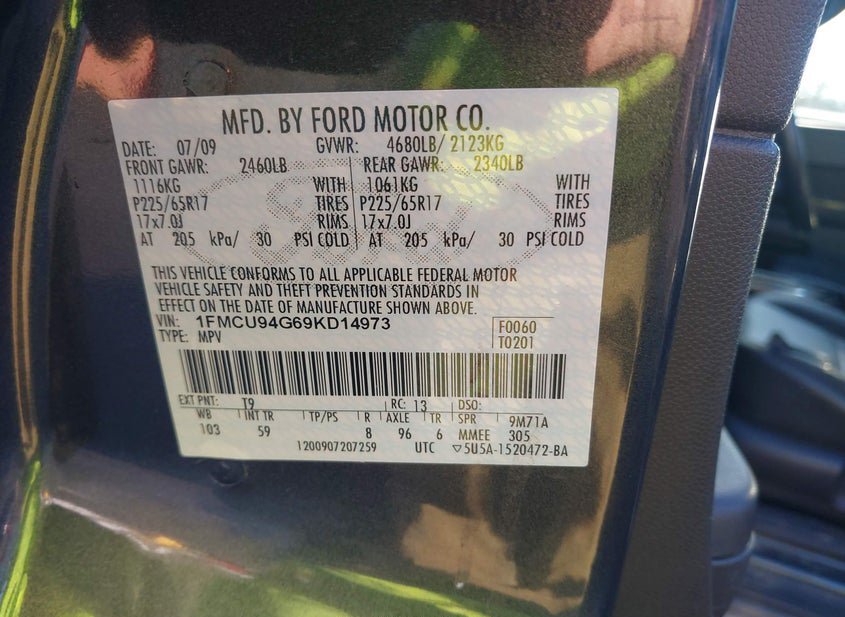 MFD. BY FORD MOTOR CO.
DATE: 07/09 GVWR: 4680LB/ 2123KG
FRONT GAWR: 2460LB REAR GAWR: 2340LB
1116KG WITH 1061KG WITH
P225/65R17 TIRES P225/65R17 TIRES
17x7.0J RIMS 17x7.0J RIMS
AT 205 kPa/ 30 PSI COLD AT 205 kPa/ 30 PSI COLD
THIS VEHICLE CONFORMS TO ALL APPLICABLE FEDERAL MOTOR
VEHICLE SAFETY AND THEFT PREVENTION STANDARDS IN
EFFECT ON THE DATE OF MANUFACTURE SHOWN ABOVE.
VIN: 1FMCU94G69KD14973 F0060
TYPE: MPV T0201
EXT PNT: T9 RC: 13 DSO:
WB INT TR TP/PS R AXLE TR SPR 9M71A
103 59 8 96 6 MMEE 305
1200907207259 UTC ▽5U5A-1520472-BA